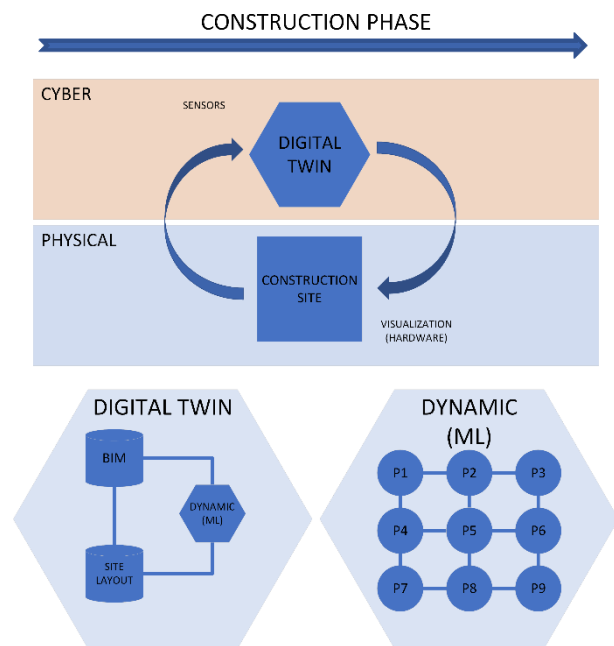 CONSTRUCTION PHASE
CYBER
SENSORS
DIGITAL
TWIN
PHYSICAL
CONSTRUCTION
SITE
VISUALIZATION
(HARDWARE)
DIGITAL TWIN
BIM
DYNAMIC
(ML)
SITE
LAYOUT
DYNAMIC
(ML)
P1 P2 P3
P4 P5 P6
P7 P8 P9